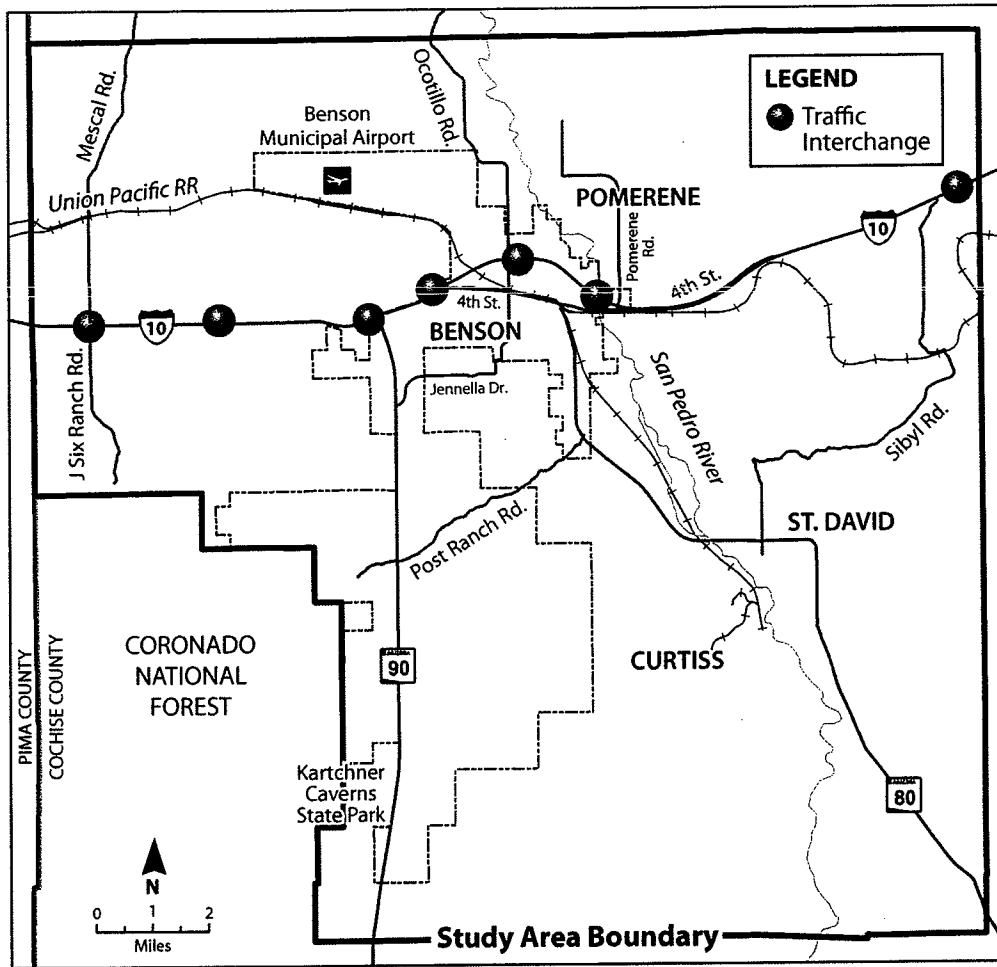 Mescal Rd.
Ocotillo Rd.
LEGEND
Traffic
Interchange
Benson
Municipal Airport
Union Pacific RR
POMERENE
Pomerene
Rd.
10
4th St.
4th St.
10
BENSON
J Six Ranch Rd.
Jennella Dr.
San Pedro River
Sibyl Rd.
Post Ranch Rd.
ST. DAVID
CORONADO
NATIONAL
FOREST
90
CURTISS
PIMA COUNTY
COCHISE COUNTY
Kartchner
Caverns
State Park
80
N
0 1 2
Miles
Study Area Boundary